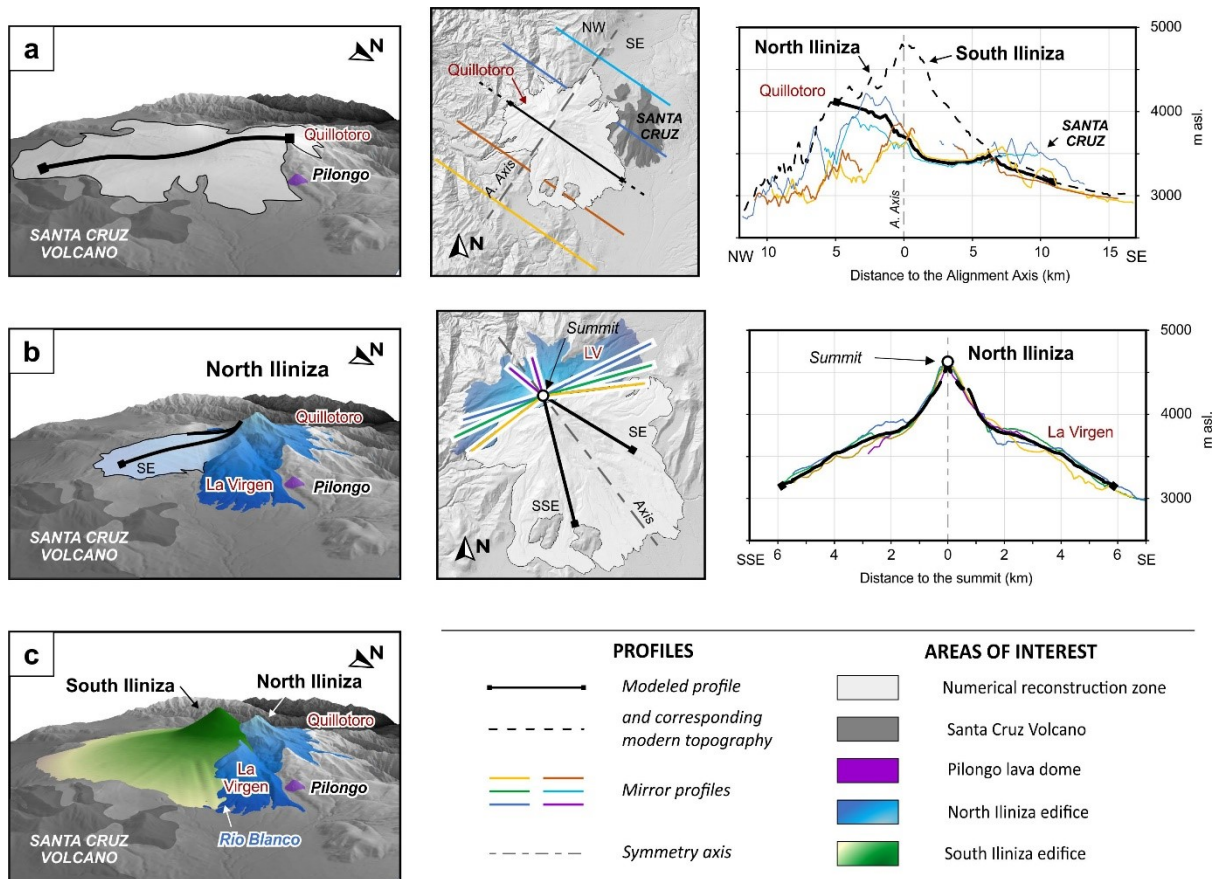 a
N
Quillotoro
Pilongo
SANTA CRUZ
VOLCANO
NW
SE
Quillotoro
SANTA
CRUZ
A. Axis
N
North Iliniza
South Iliniza
Quillotoro
SANTA
CRUZ
A. Axis
5000
4000
3000
m asl.
10
5
0
5
10
15
NW
SE
Distance to the Alignment Axis (km)
b
N
North Iliniza
Quillotoro
SE
La Virgen
Pilongo
SANTA CRUZ
VOLCANO
Summit
LV
SE
SSE
Axis
N
Summit
North Iliniza
La Virgen
5000
4000
3000
m asl.
6
4
2
0
2
4
6
SSE
SE
Distance to the summit (km)
c
N
South Iliniza
North Iliniza
Quillotoro
La
Virgen
Pilongo
Rio Blanco
SANTA CRUZ
VOLCANO
PROFILES
Modeled profile
and corresponding
modern topography
Mirror profiles
Symmetry axis
AREAS OF INTEREST
Numerical reconstruction zone
Santa Cruz Volcano
Pilongo lava dome
North Iliniza edifice
South Iliniza edifice